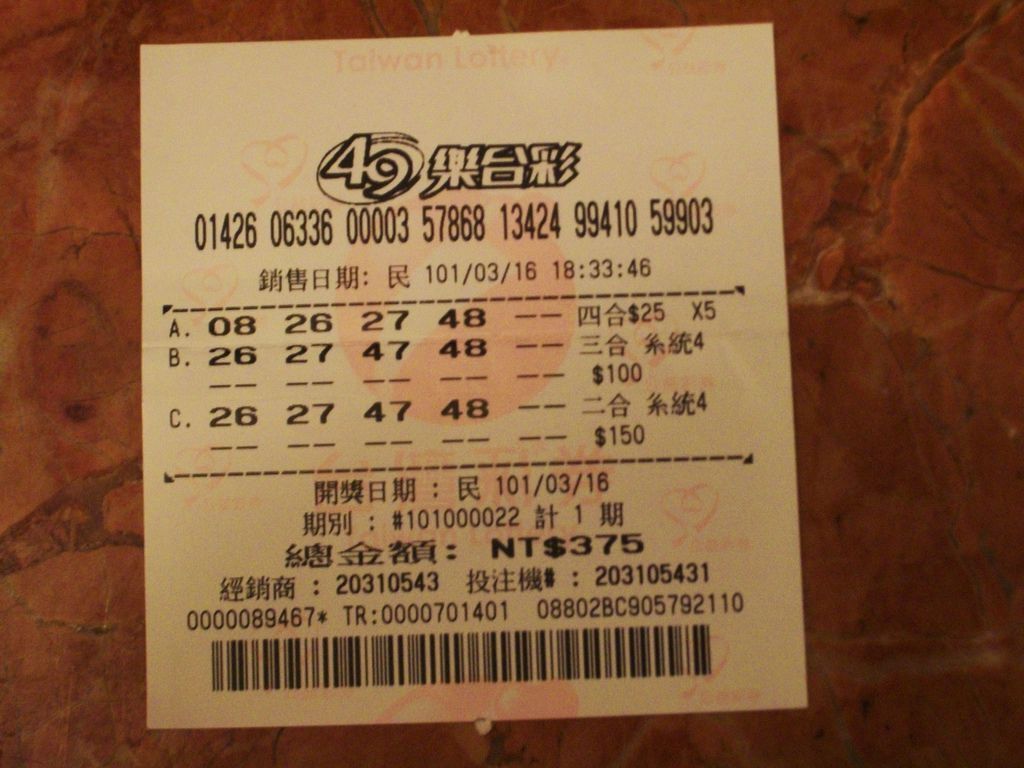 Taiwan Lottery
49 樂合彩
01426 06336 00003 57868 13424 99410 59903
銷售日期: 民 101/03/16 18:33:46
A. 08 26 27 48 -- 四合$25 X5
B. 26 27 47 48 -- 三合 系統4
-- -- -- -- -- $100
C. 26 27 47 48 -- 二合 系統4
-- -- -- -- -- $150
開獎日期 : 民 101/03/16
期別 : #101000022 計 1 期
總金額: NT$375
經銷商 : 20310543 投注機# : 203105431
0000089467* TR:0000701401 08802BC905792110